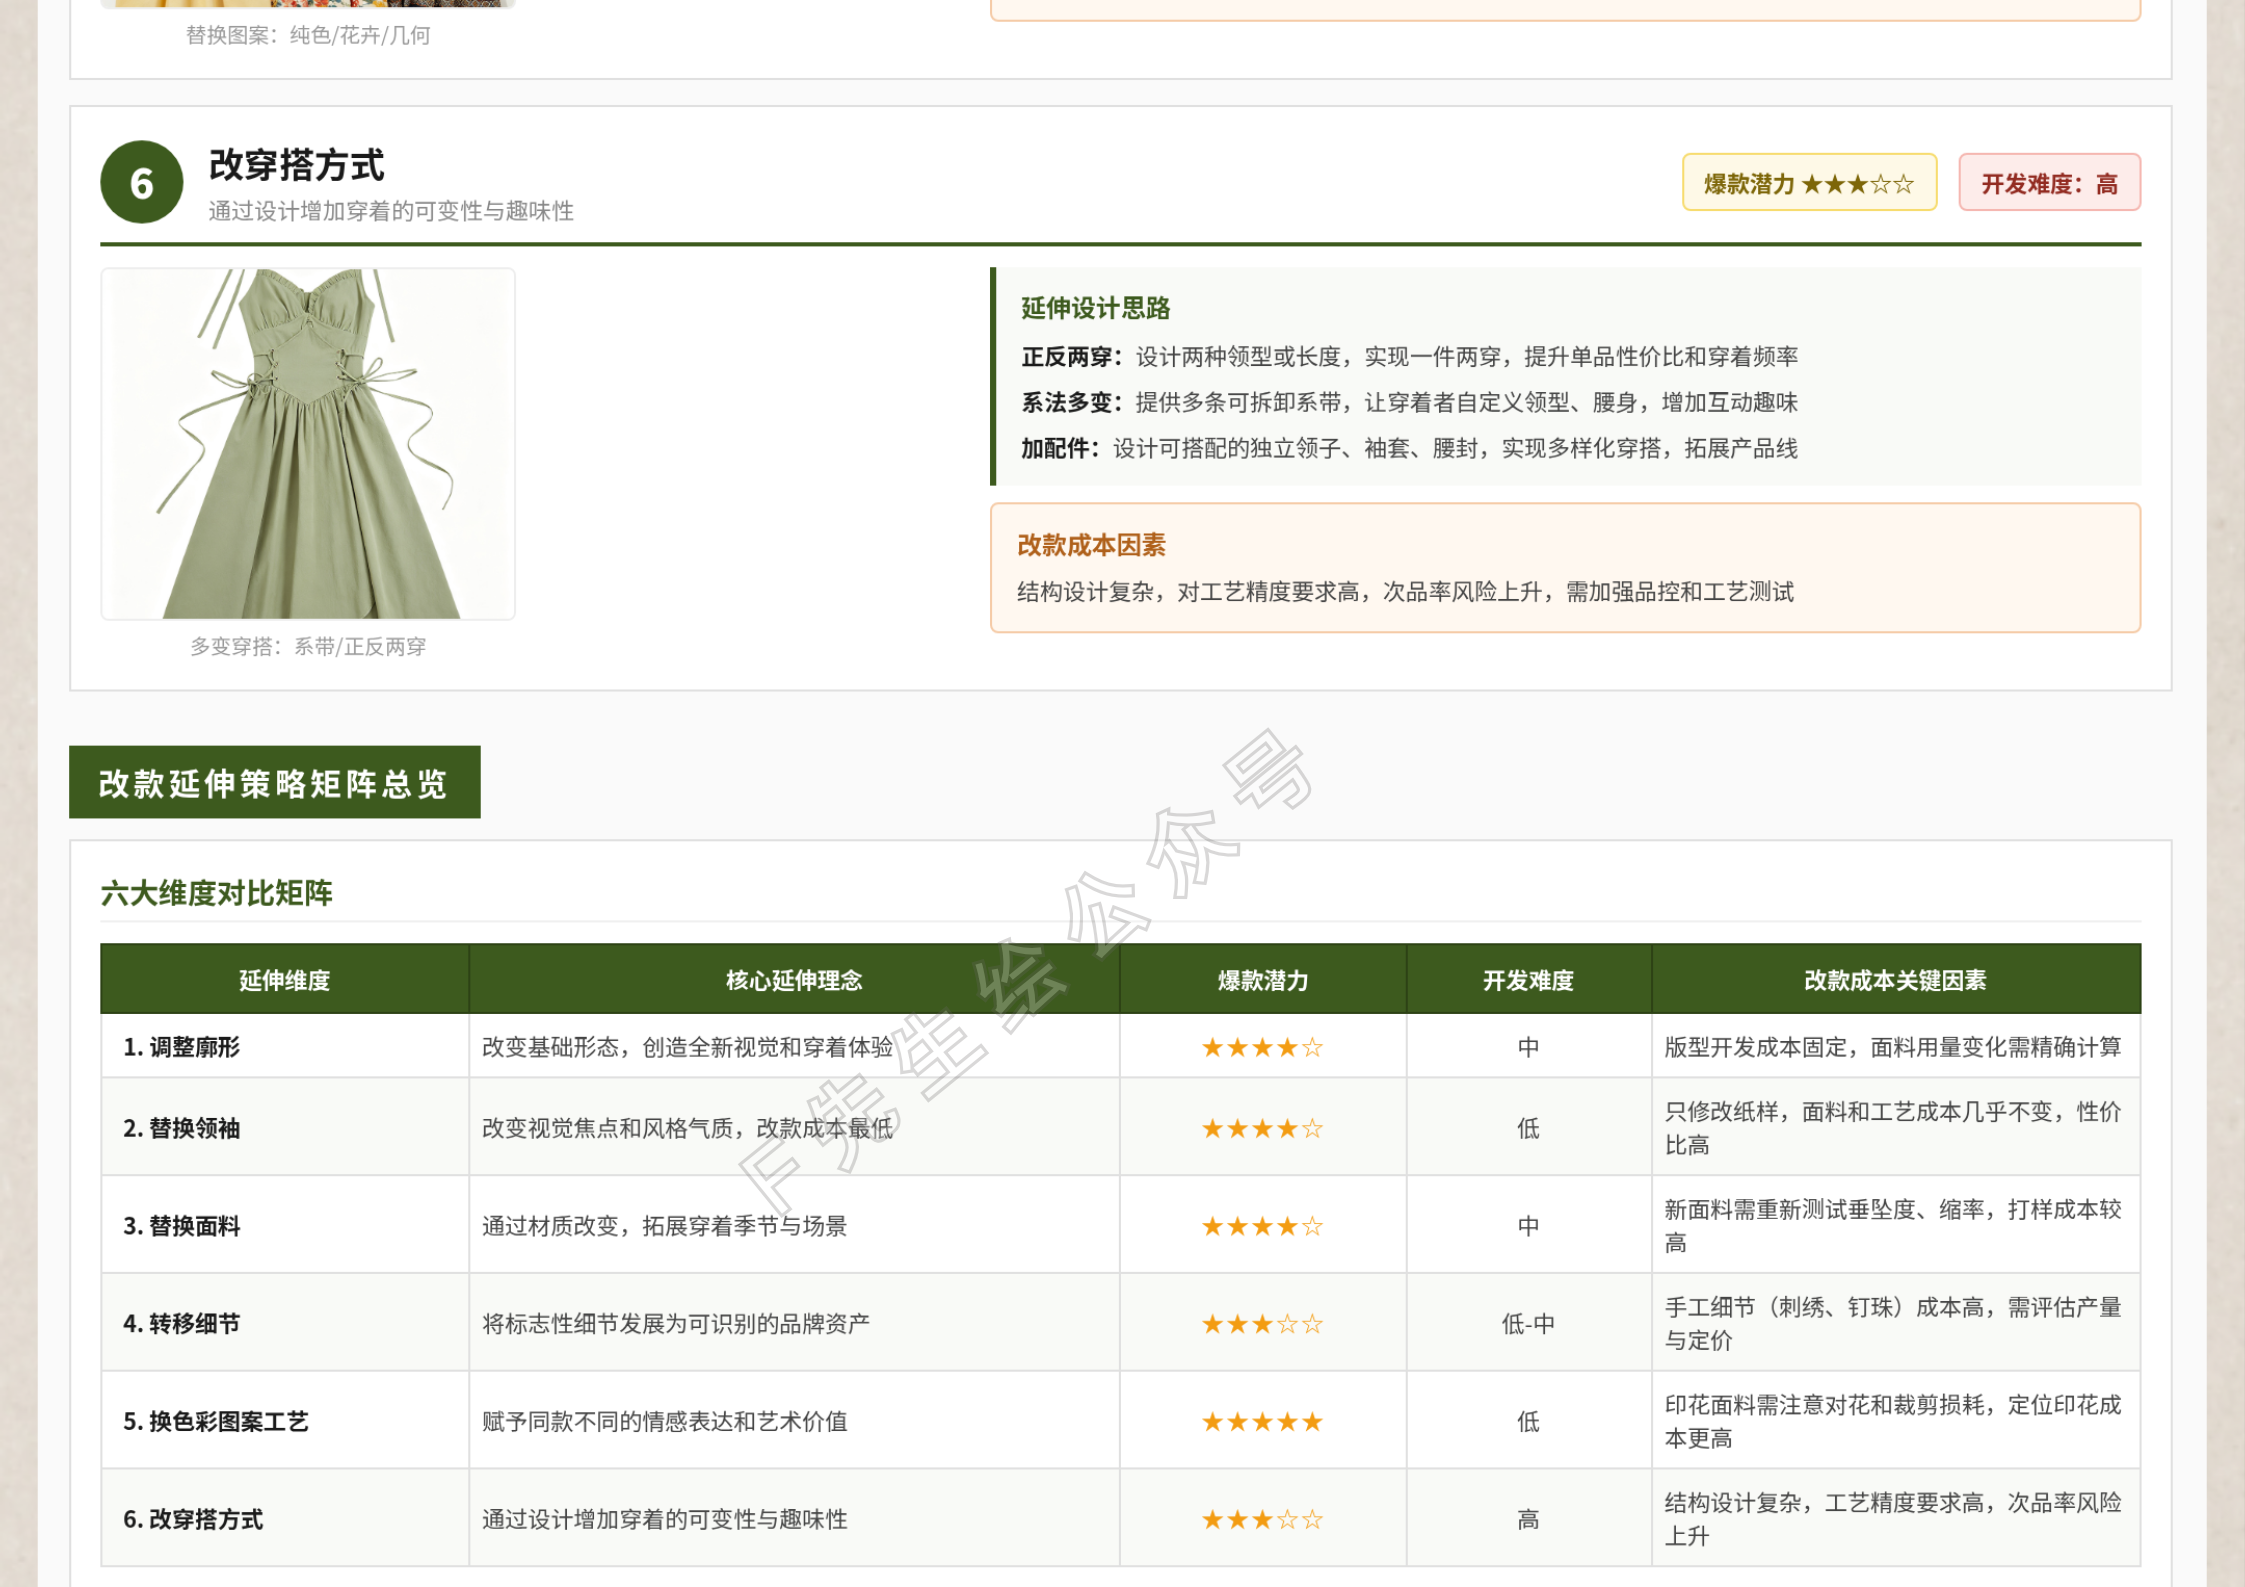 替换图案：纯色/花卉/几何
6
改穿搭方式
通过设计增加穿着的可变性与趣味性
爆款潜力 ★★★☆☆
开发难度：高
多变穿搭：系带/正反两穿
延伸设计思路
正反两穿：设计两种领型或长度，实现一件两穿，提升单品性价比和穿着频率
系法多变：提供多条可拆卸系带，让穿着者自定义领型、腰身，增加互动趣味
加配件：设计可搭配的独立领子、袖套、腰封，实现多样化穿搭，拓展产品线
改款成本因素
结构设计复杂，对工艺精度要求高，次品率风险上升，需加强品控和工艺测试
改款延伸策略矩阵总览
六大维度对比矩阵
延伸维度 核心延伸理念 爆款潜力 开发难度 改款成本关键因素
1. 调整廓形 改变基础形态，创造全新视觉和穿着体验 ★★★★☆ 中 版型开发成本固定，面料用量变化需精确计算
2. 替换领袖 改变视觉焦点和风格气质，改款成本最低 ★★★★☆ 低 只修改纸样，面料和工艺成本几乎不变，性价
比高
3. 替换面料 通过材质改变，拓展穿着季节与场景 ★★★★☆ 中 新面料需重新测试垂坠度、缩率，打样成本较
高
4. 转移细节 将标志性细节发展为可识别的品牌资产 ★★★☆☆ 低-中 手工细节（刺绣、钉珠）成本高，需评估产量
与定价
5. 换色彩图案工艺 赋予同款不同的情感表达和艺术价值 ★★★★★ 低 印花面料需注意对花和裁剪损耗，定位印花成
本更高
6. 改穿搭方式 通过设计增加穿着的可变性与趣味性 ★★★☆☆ 高 结构设计复杂，工艺精度要求高，次品率风险
上升
F先生绘公众号